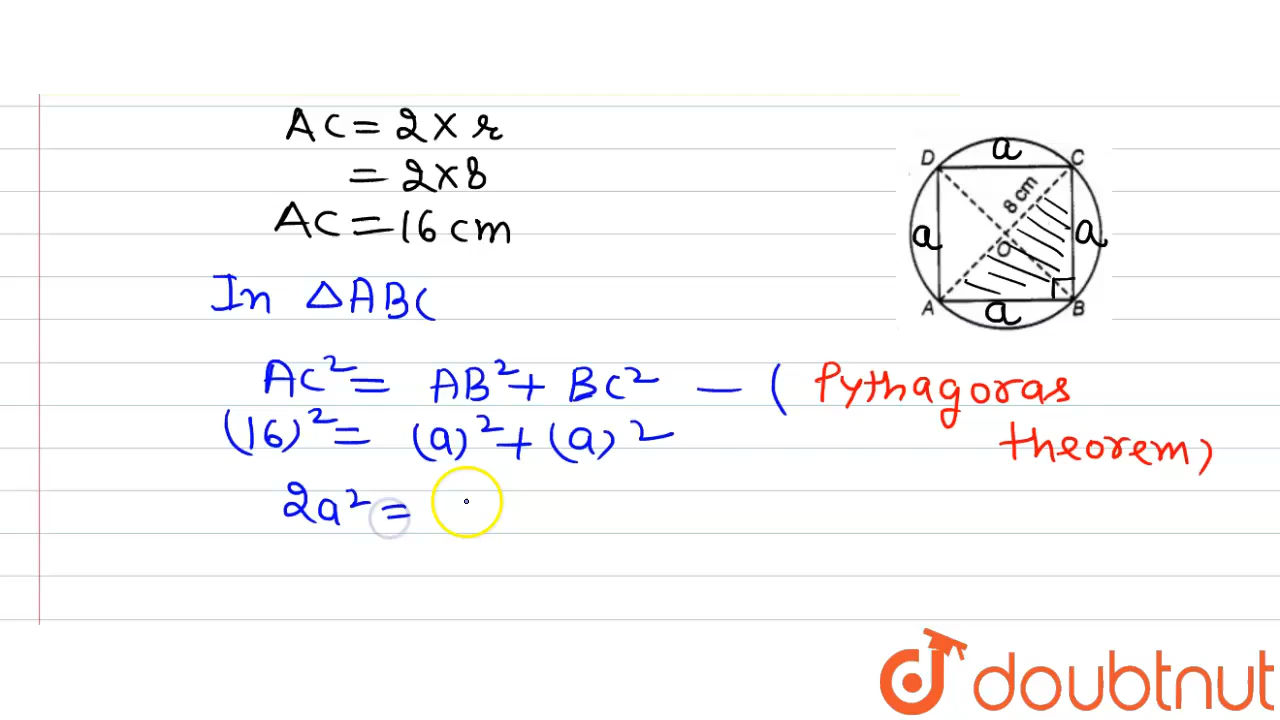 AC = 2 × r
= 2×8
AC = 16 cm
In △ABC
AC² = AB² + BC² — ( Pythagoras
theorem)
(16)² = (a)² + (a)²
2a² =
D a C
8 cm
a O a
A a B
doubtnut